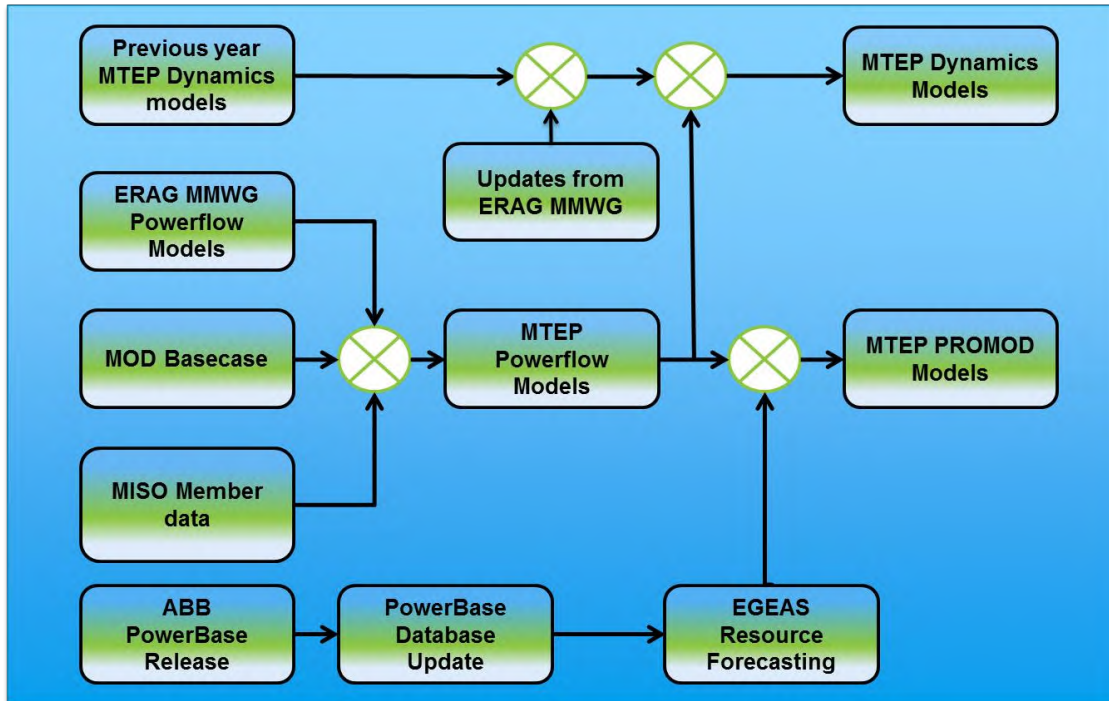 Previous year
MTEP Dynamics
models
MTEP Dynamics
Models
Updates from
ERAG MMWG
ERAG MMWG
Powerflow
Models
MOD Basecase
MTEP
Powerflow
Models
MTEP PROMOD
Models
MISO Member
data
ABB
PowerBase
Release
PowerBase
Database
Update
EGEAS
Resource
Forecasting